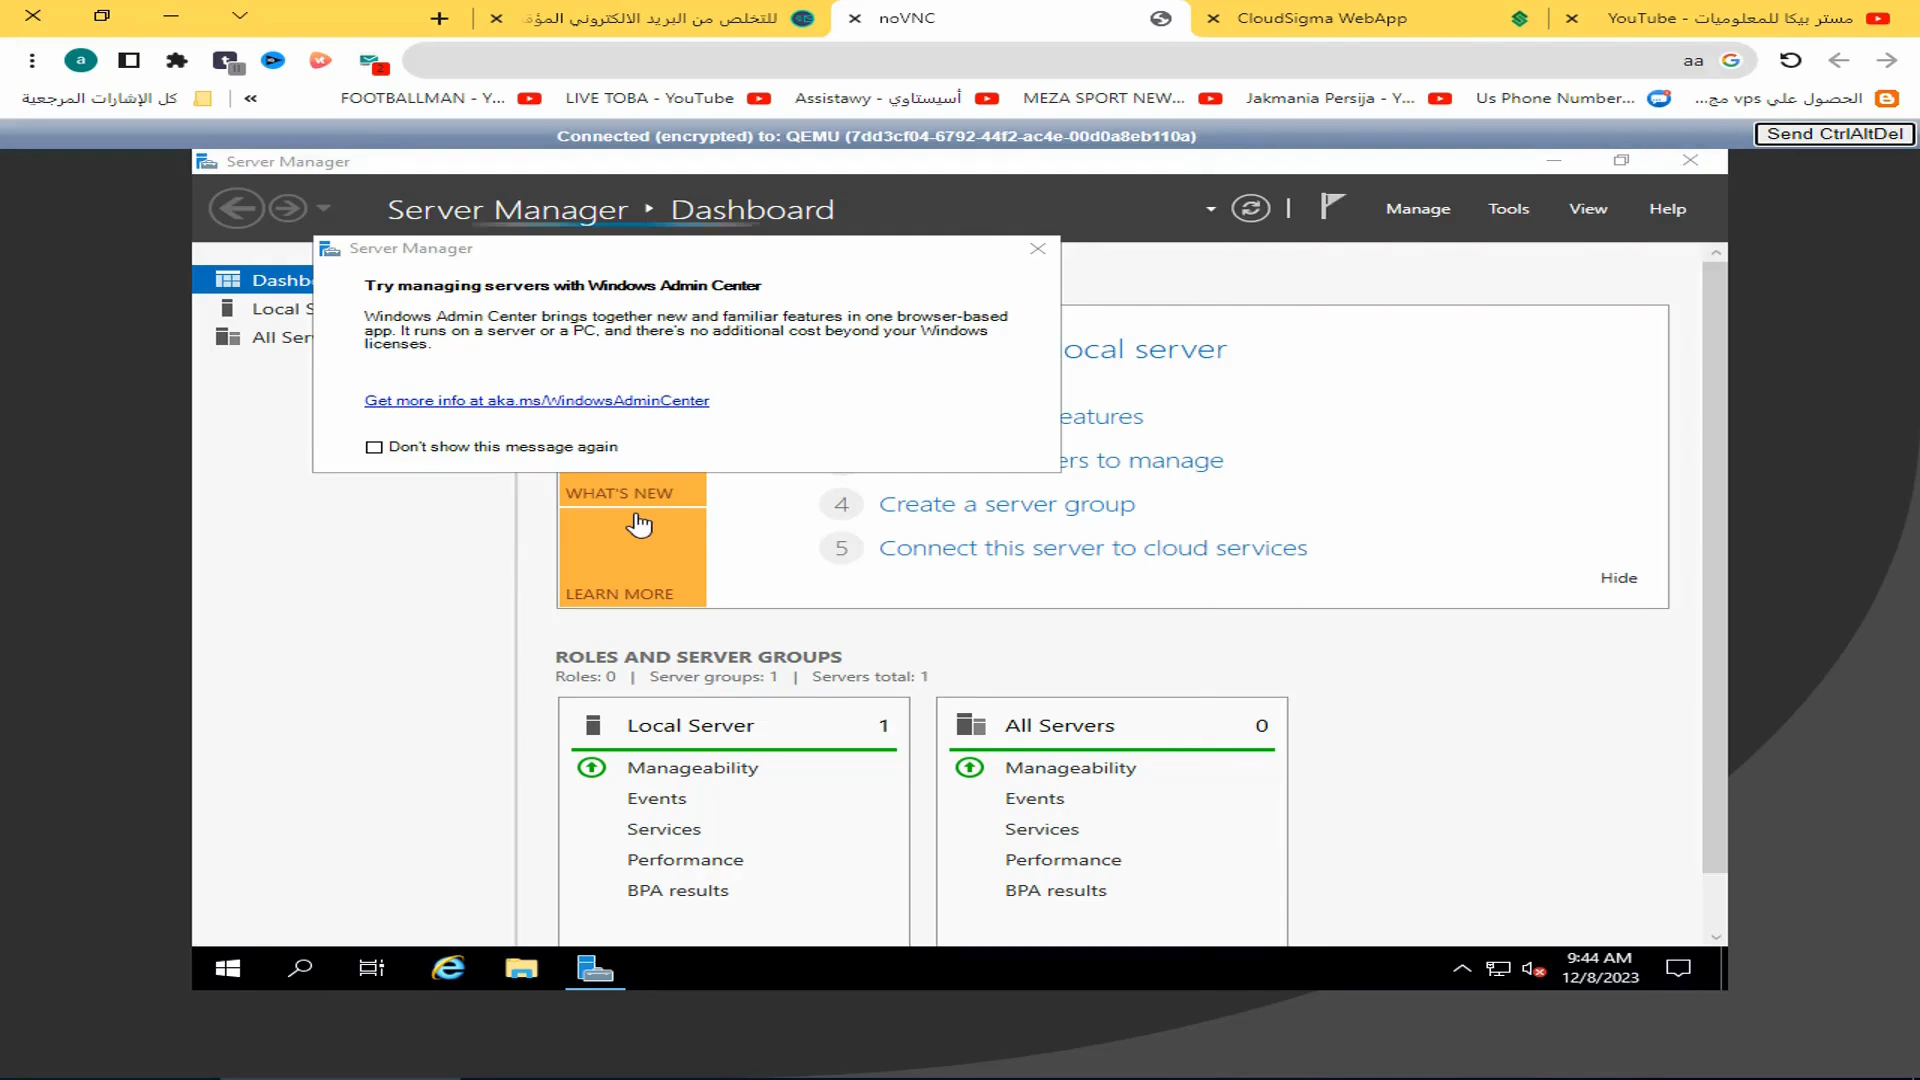 للتخلص من البريد الالكتروني المؤق
noVNC
CloudSigma WebApp
مستر بيكا للمعلوميات - YouTube
a
aa
كل الإشارات المرجعية
»
FOOTBALLMAN - Y...
LIVE TOBA - YouTube
أسيستاوي - Assistawy
MEZA SPORT NEW...
Jakmania Persija - Y...
Us Phone Number...
الحصول علي vps مج...
Connected (encrypted) to: QEMU (7dd3cf04-6792-44f2-ac4e-00d0a8eb110a)
Send CtrlAltDel
Server Manager
Server Manager ‣ Dashboard
Manage
Tools
View
Help
Server Manager
Try managing servers with Windows Admin Center
Windows Admin Center brings together new and familiar features in one browser-based
app. It runs on a server or a PC, and there's no additional cost beyond your Windows
licenses.
Get more info at aka.ms/WindowsAdminCenter
Don't show this message again
Dashb
Local S
All Ser
ocal server
eatures
ers to manage
WHAT'S NEW
4 Create a server group
5 Connect this server to cloud services
Hide
LEARN MORE
ROLES AND SERVER GROUPS
Roles: 0 | Server groups: 1 | Servers total: 1
Local Server 1
Manageability
Events
Services
Performance
BPA results
All Servers 0
Manageability
Events
Services
Performance
BPA results
9:44 AM
12/8/2023